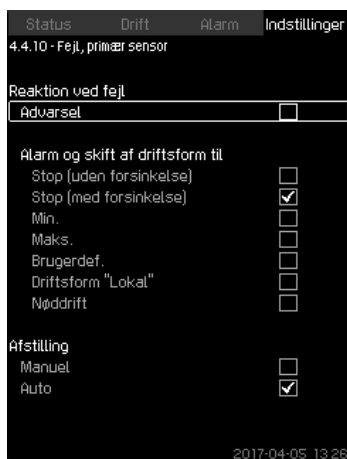 Status Drift Alarm Indstillinger
4.4.10 - Fejl, primær sensor
Reaktion ved fejl
Advarsel
Alarm og skift af driftsform til
Stop (uden forsinkelse)
Stop (med forsinkelse)
Min.
Maks.
Brugerdef.
Driftsform "Lokal"
Nøddrift
Afstilling
Manuel
Auto
2017-04-05 13:26